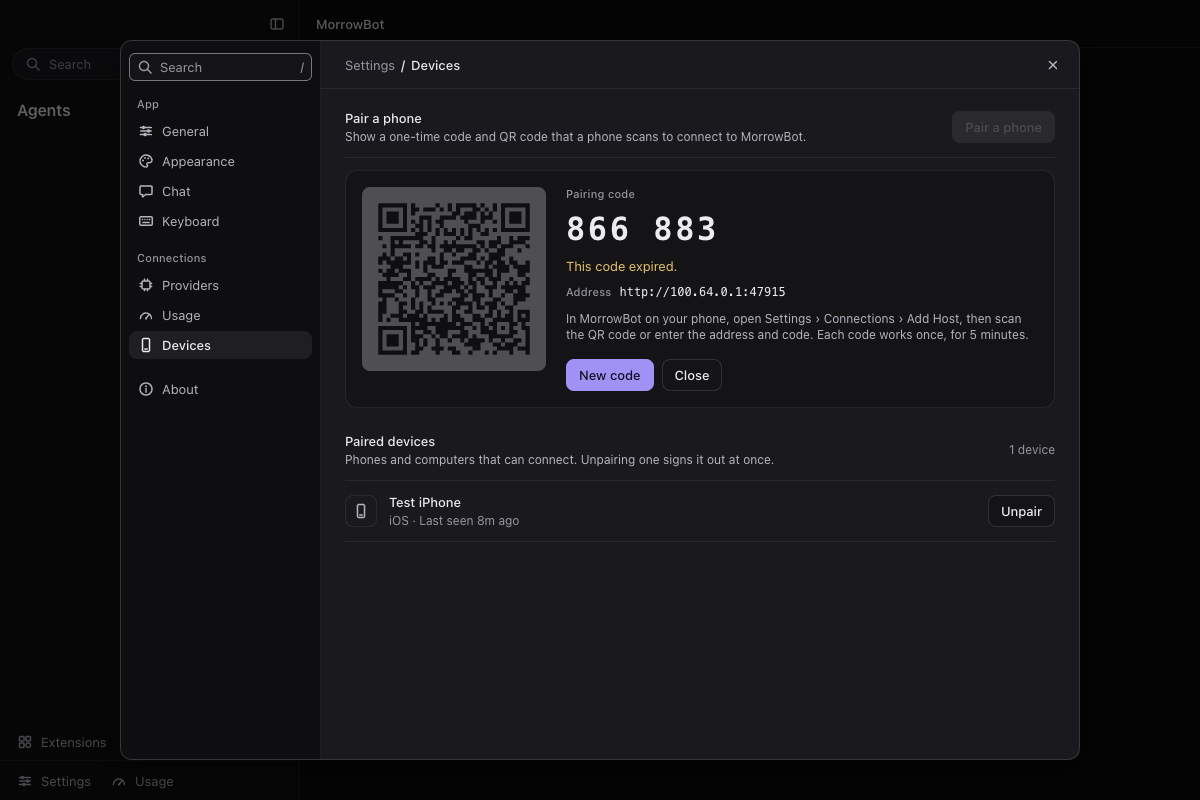 MorrowBot
Search
Agents
Extensions
Settings
Usage
Search /
App
General
Appearance
Chat
Keyboard
Connections
Providers
Usage
Devices
About
Settings / Devices
Pair a phone
Show a one-time code and QR code that a phone scans to connect to MorrowBot.
Pair a phone
Pairing code
866 883
This code expired.
Address http://100.64.0.1:47915
In MorrowBot on your phone, open Settings › Connections › Add Host, then scan
the QR code or enter the address and code. Each code works once, for 5 minutes.
New code
Close
Paired devices
Phones and computers that can connect. Unpairing one signs it out at once.
1 device
Test iPhone
iOS · Last seen 8m ago
Unpair